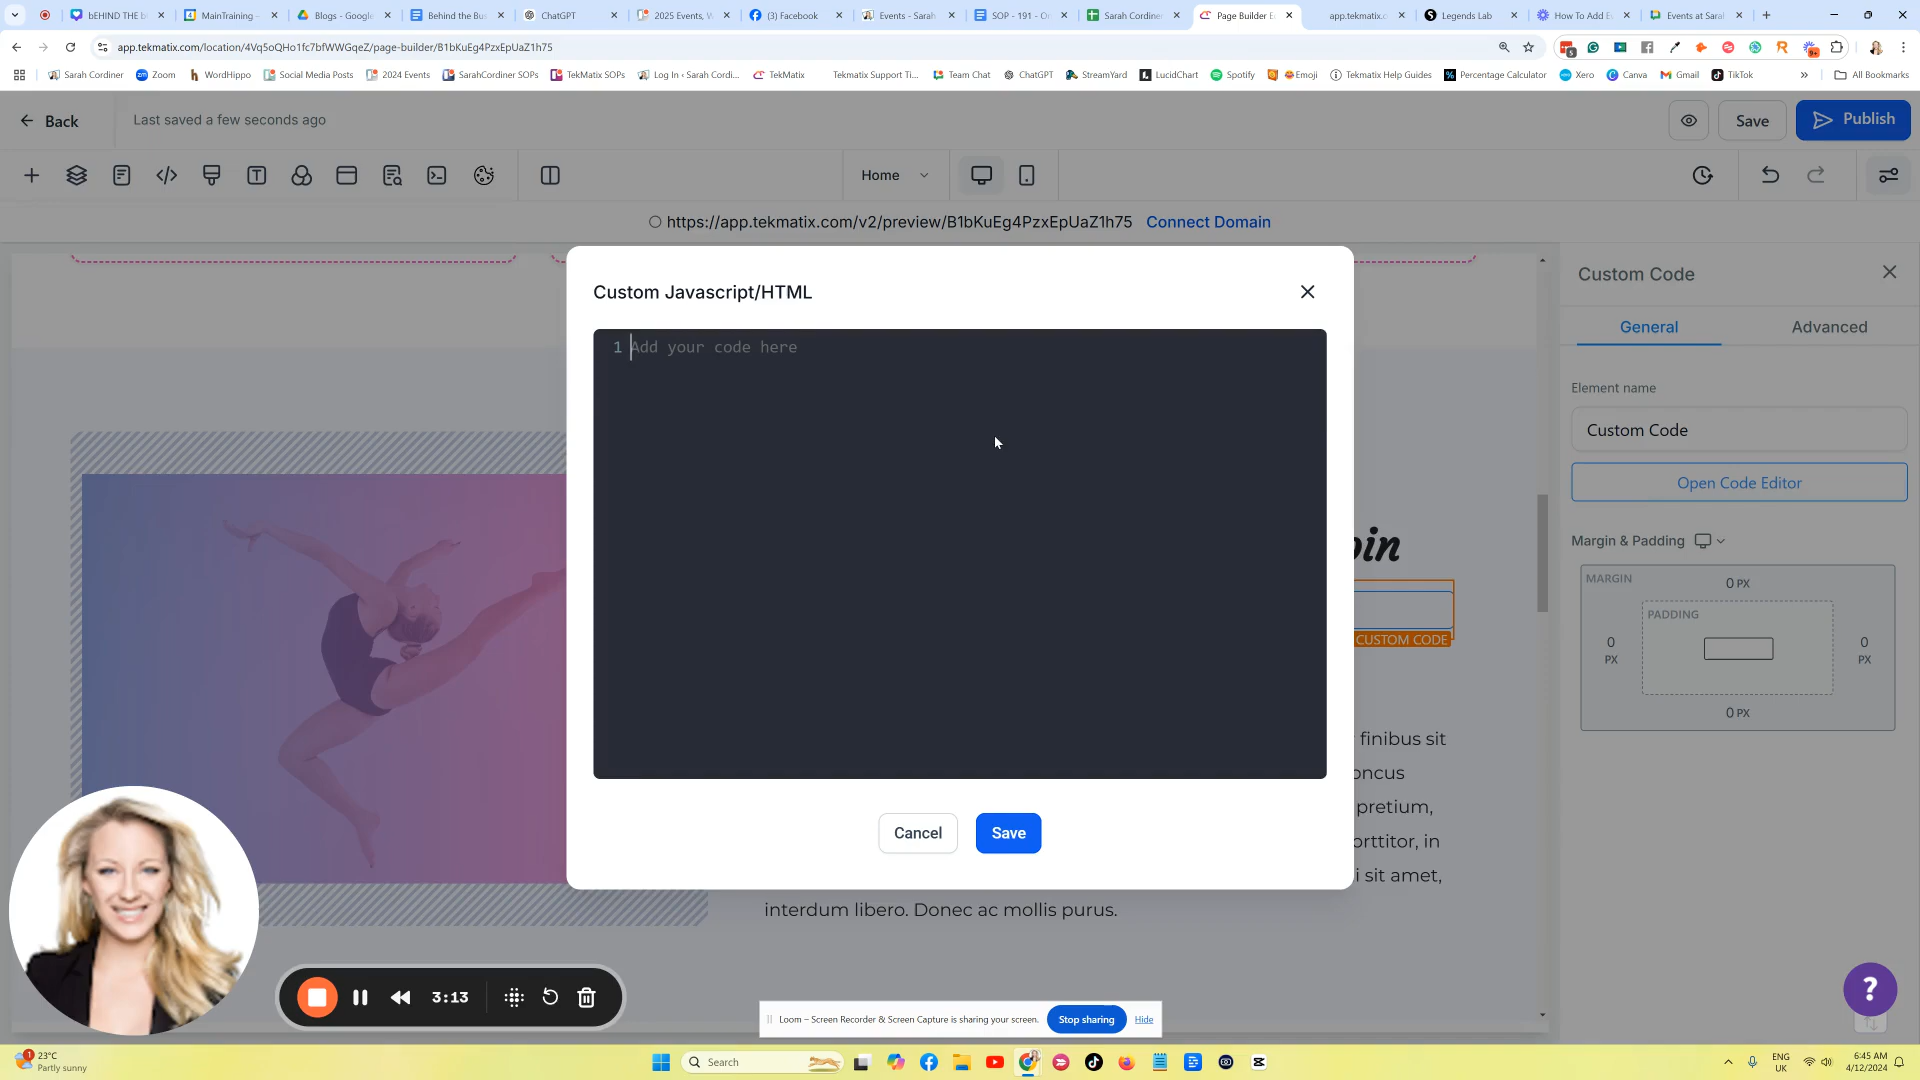 bEHIND THE b
MainTraining -
Blogs - Google
Behind the Bus
ChatGPT
2025 Events, W
(3) Facebook
Events - Sarah
SOP - 191 - O
Sarah Cordiner
Page Builder E
app.tekmatix.c
Legends Lab
How To Add E
Events at Sara
app.tekmatix.com/location/4Vq5oQHo1fc7bfWWGqeZ/page-builder/B1bKuEg4PzxEpUaZ1h75
Sarah Cordiner
Zoom
WordHippo
Social Media Posts
2024 Events
SarahCordiner SOPs
TekMatix SOPs
Log In ‹ Sarah Cordi...
TekMatix
Tekmatix Support Ti...
Team Chat
ChatGPT
StreamYard
LucidChart
Spotify
Emoji
Tekmatix Help Guides
Percentage Calculator
Xero
Canva
Gmail
TikTok
All Bookmarks
Back
Last saved a few seconds ago
Save
Publish
Home
https://app.tekmatix.com/v2/preview/B1bKuEg4PzxEpUaZ1h75 Connect Domain
Custom Javascript/HTML
1 Add your code here
Cancel
Save
CUSTOM CODE
finibus sit
pretium,
in
sit amet,
interdum libero. Donec ac mollis purus.
Custom Code
General
Advanced
Element name
Custom Code
Open Code Editor
Margin & Padding
MARGIN
0 PX
PADDING
0
PX
0
PX
0 PX
3:13
Loom – Screen Recorder & Screen Capture is sharing your screen.
Stop sharing
Hide
?
1
23°C
Partly sunny
Search
ENG
UK
6:45 AM
4/12/2024